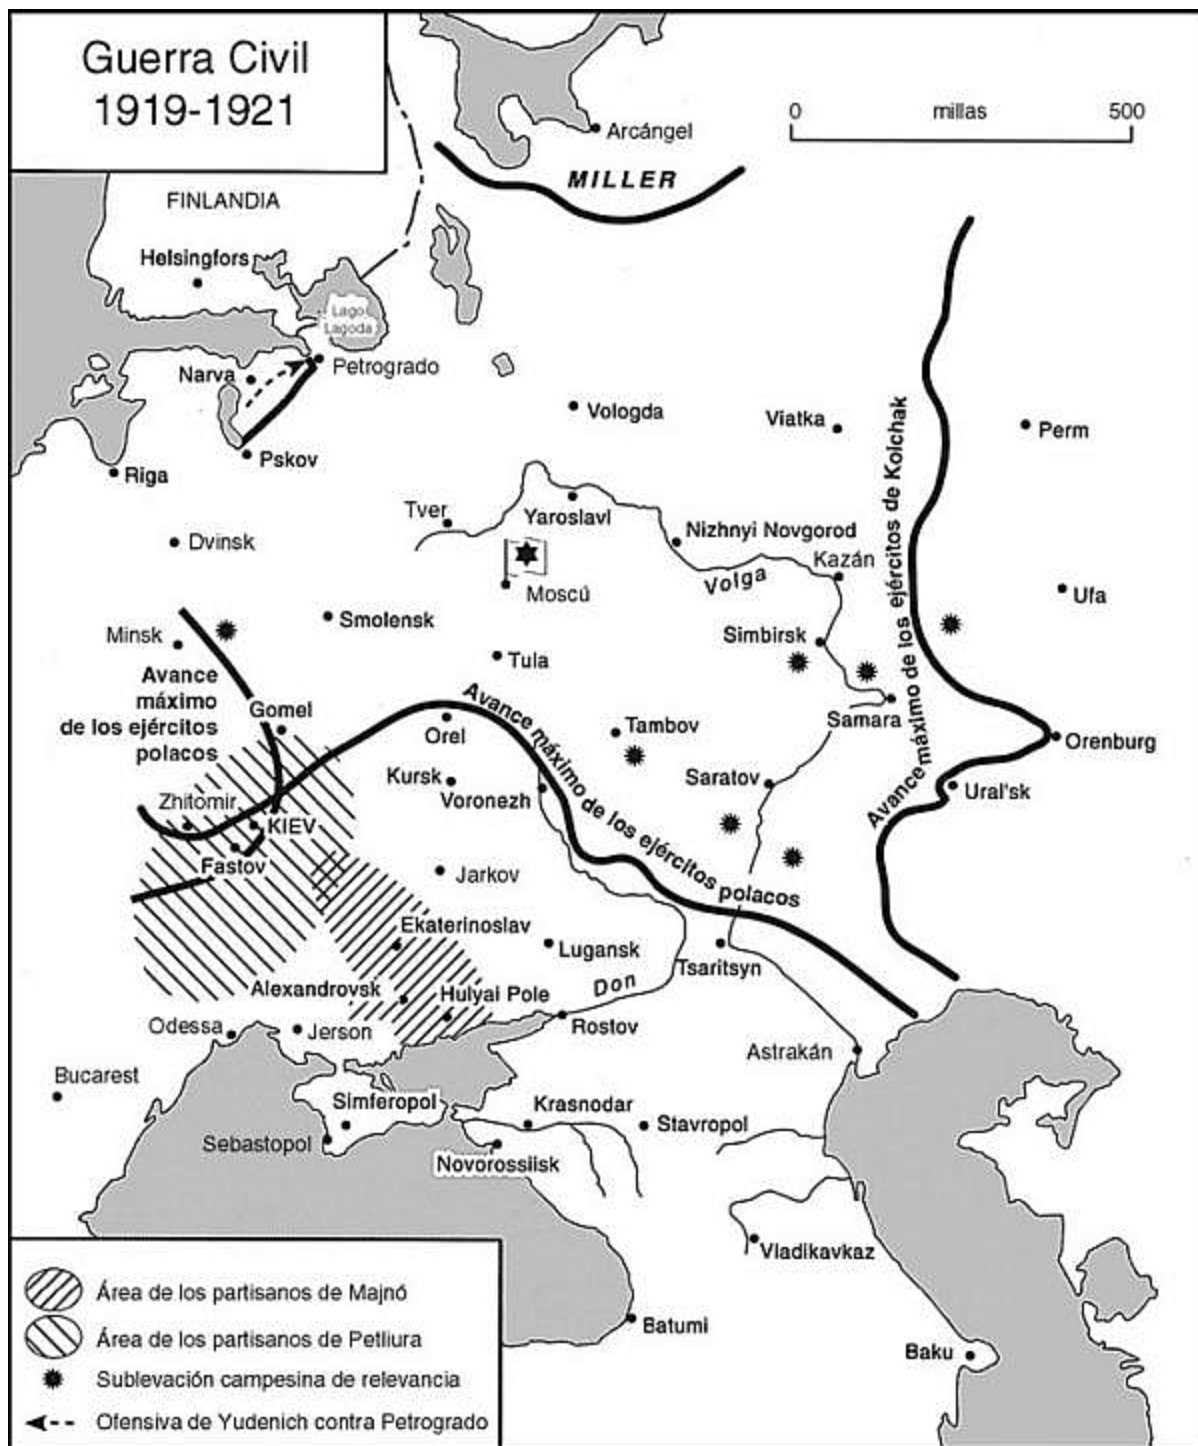 Guerra Civil
1919-1921
0 millas 500
Arcángel
MILLER
FINLANDIA
Helsingfors
Lago
Lagoda
Narva
Petrogrado
Pskov
Riga
Vologda
Viatka
Perm
Tver
Yaroslavl
Nizhnyi Novgorod
Dvinsk
Kazán
Volga
Moscú
Ufa
Smolensk
Minsk
Simbirsk
Tula
Avance
máximo
de los ejércitos
polacos
Gomel
Orel
Tambov
Samara
Orenburg
Avance máximo de los ejércitos de Kolchak
Avance máximo de los ejércitos polacos
Kursk
Voronezh
Saratov
Ural'sk
Zhitomir
KIEV
Fastov
Jarkov
Ekaterinoslav
Lugansk
Tsaritsyn
Don
Alexandrovsk
Hulyai Pole
Rostov
Odessa
Jerson
Astrakán
Bucarest
Simferopol
Krasnodar
Stavropol
Sebastopol
Novorossiisk
Vladikavkaz
Batumi
Baku
Área de los partisanos de Majnó
Área de los partisanos de Petliura
Sublevación campesina de relevancia
Ofensiva de Yudenich contra Petrogrado